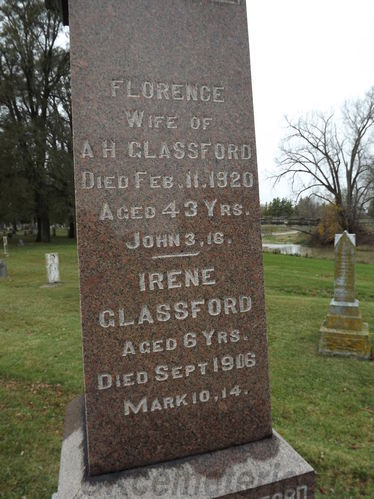 FLORENCE
WIFE OF
A H GLASSFORD
DIED FEB. 11. 1920
AGED 43 YRS.
JOHN 3, 16.
IRENE
GLASSFORD
AGED 6 YRS.
DIED SEPT 1906
MARK 10, 14.